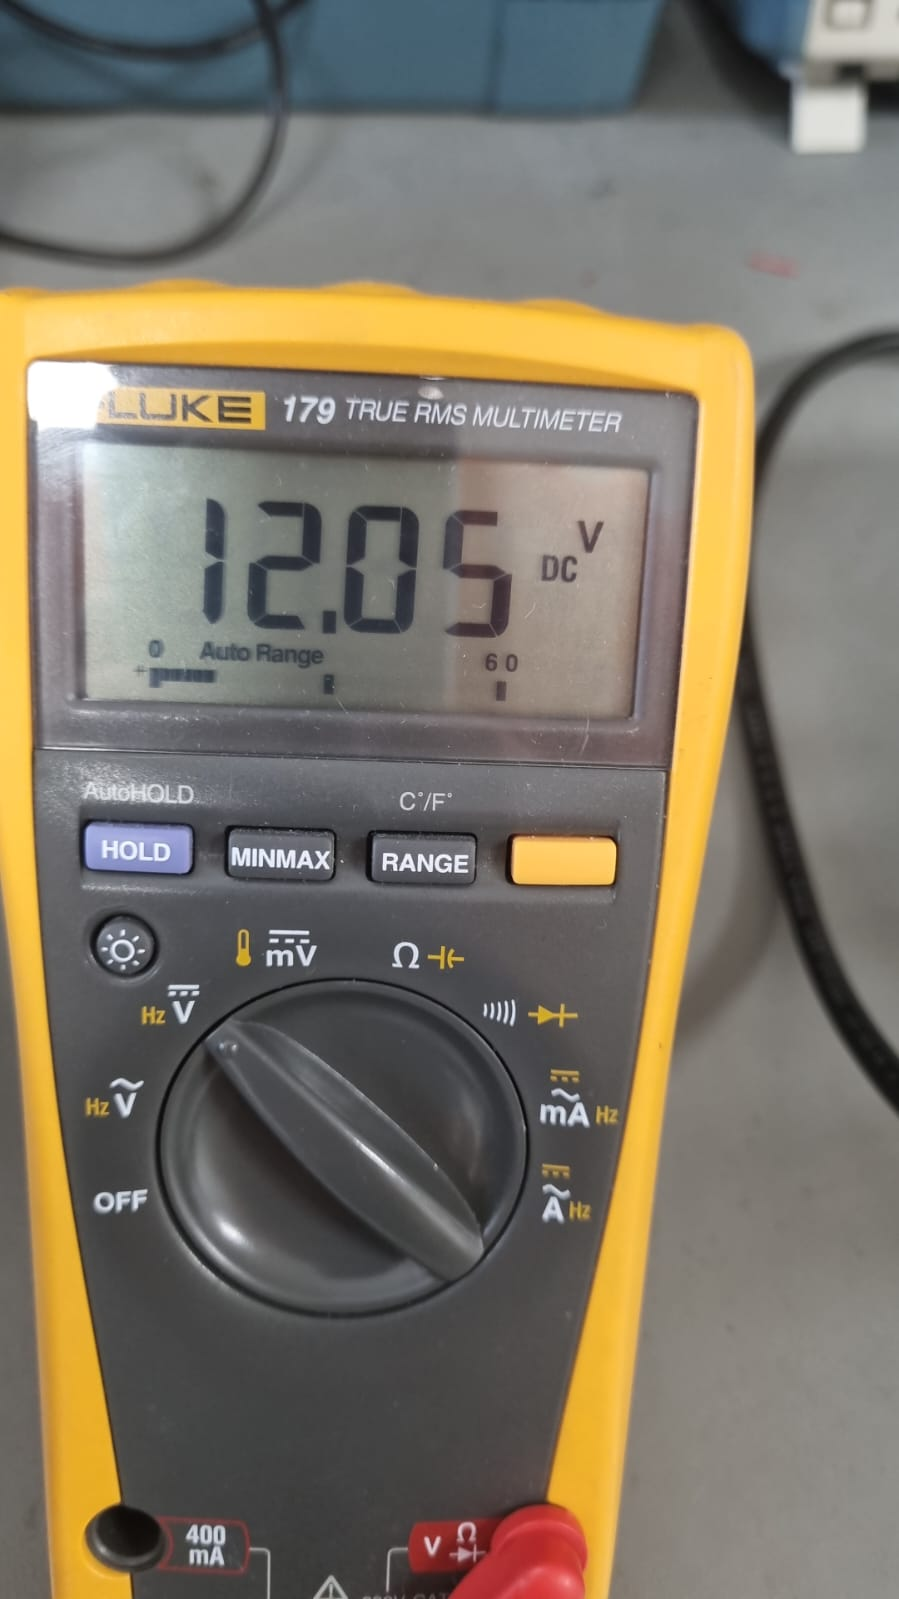 FLUKE 179 TRUE RMS MULTIMETER
12.05 V
DC
0 Auto Range 60
AutoHOLD C°/F°
HOLD MINMAX RANGE
mV Ω
Hz V
Hz V mA Hz
OFF A Hz
400
mA
V Ω